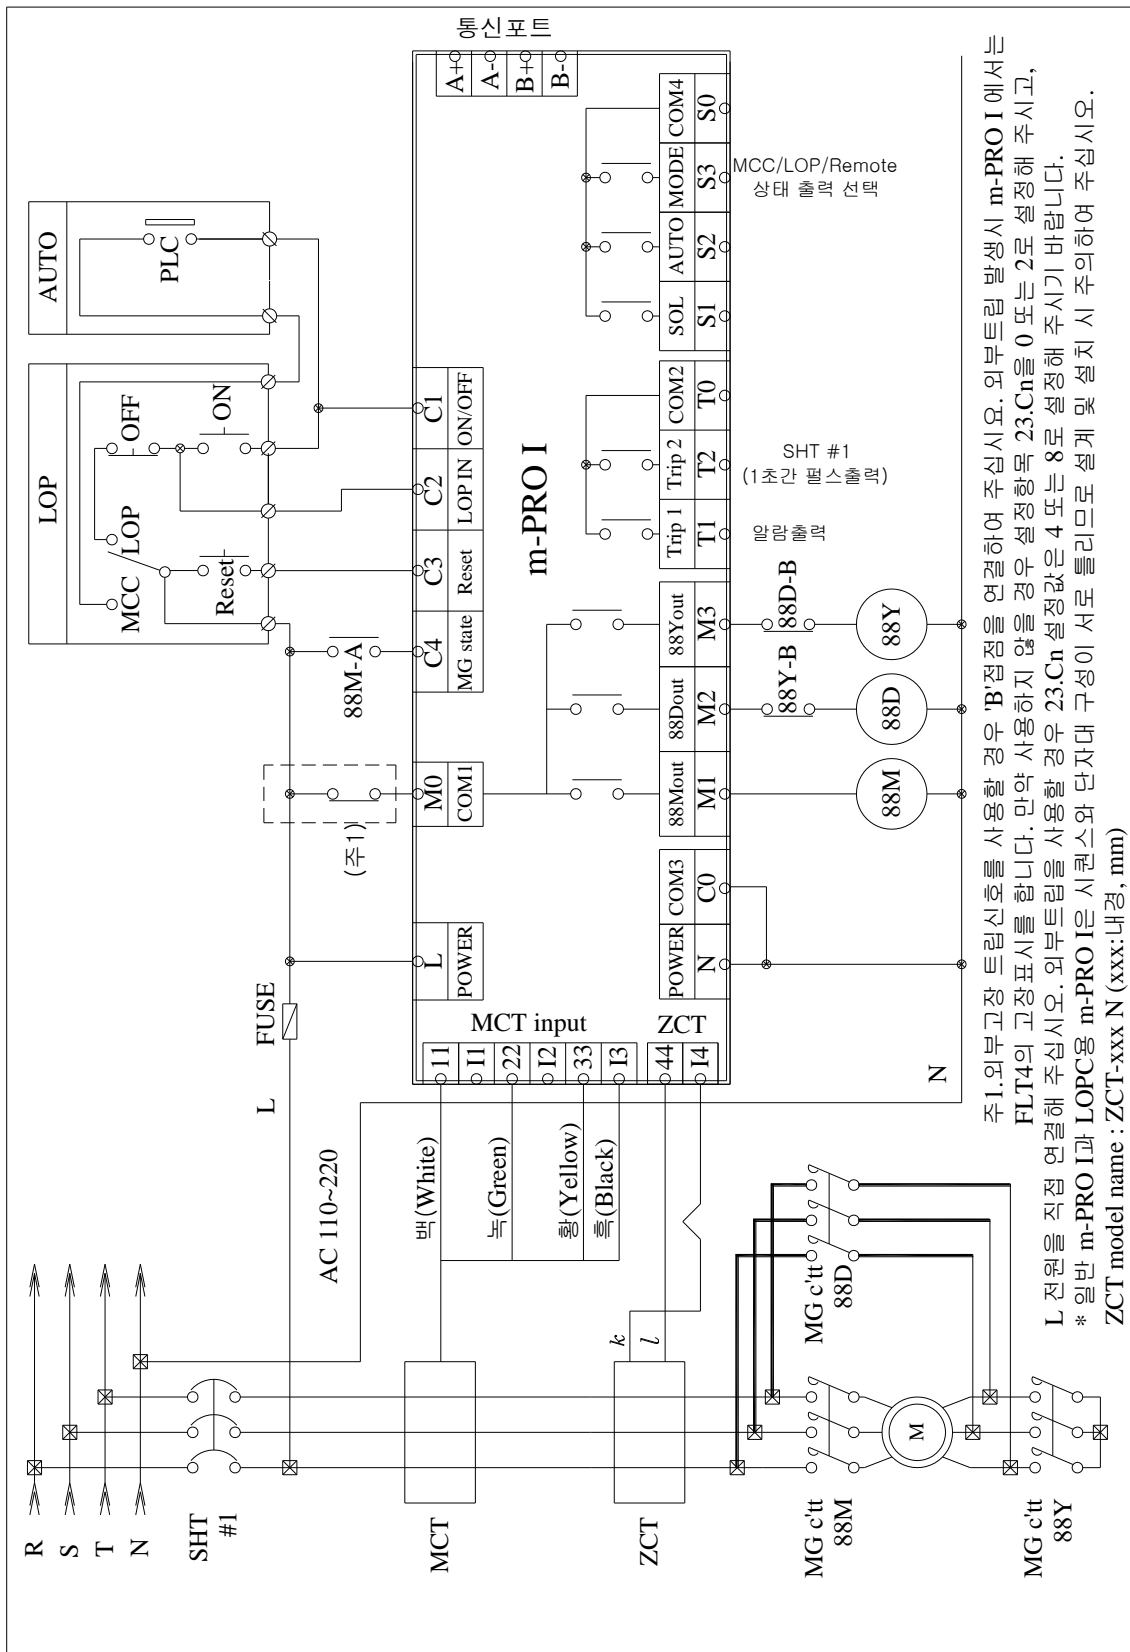 통신포트
A+
A-
B+
B-
COM4
S0
MODE
S3
AUTO
S2
SOL
S1
MCC/LOP/Remote
상태 출력 선택
COM2
T0
Trip 2
T2
Trip 1
T1
SHT #1
(1초간 펄스출력)
알람출력
AUTO
PLC
LOP
OFF
ON
LOP
MCC
Reset
C1
ON/OFF
C2
LOP IN
C3
Reset
C4
MG state
88M-A
m-PRO I
M0
COM1
(주1)
L
POWER
FUSE
L
88Yout
M3
88Dout
M2
88Mout
M1
COM3
C0
POWER
N
88D-B
88Y-B
88Y
88D
88M
N
MCT input
ZCT
11
I1
22
I2
33
I3
44
I4
백(White)
녹(Green)
황(Yellow)
흑(Black)
AC 110~220
k
l
R
S
T
N
SHT
#1
MCT
ZCT
MG c'tt
88D
MG c'tt
88M
M
MG c'tt
88Y
주1.외부고장 트립신호를 사용할 경우 'B'접점을 연결하여 주십시요. 외부트립 발생시 m-PRO I 에서는
FLT4의 고장표시를 합니다. 만약 사용하지 않을 경우 설정항목 23.Cn을 0 또는 2로 설정해 주시고,
L 전원을 직접 연결해 주십시오. 외부트립을 사용할 경우 23.Cn 설정값은 4 또는 8로 설정해 주시기 바랍니다.
* 일반 m-PRO I과 LOPC용 m-PRO I은 시퀀스와 단자대 구성이 서로 틀리므로 설계 및 설치 시 주의하여 주십시오.
ZCT model name : ZCT-xxx N (xxx:내경, mm)